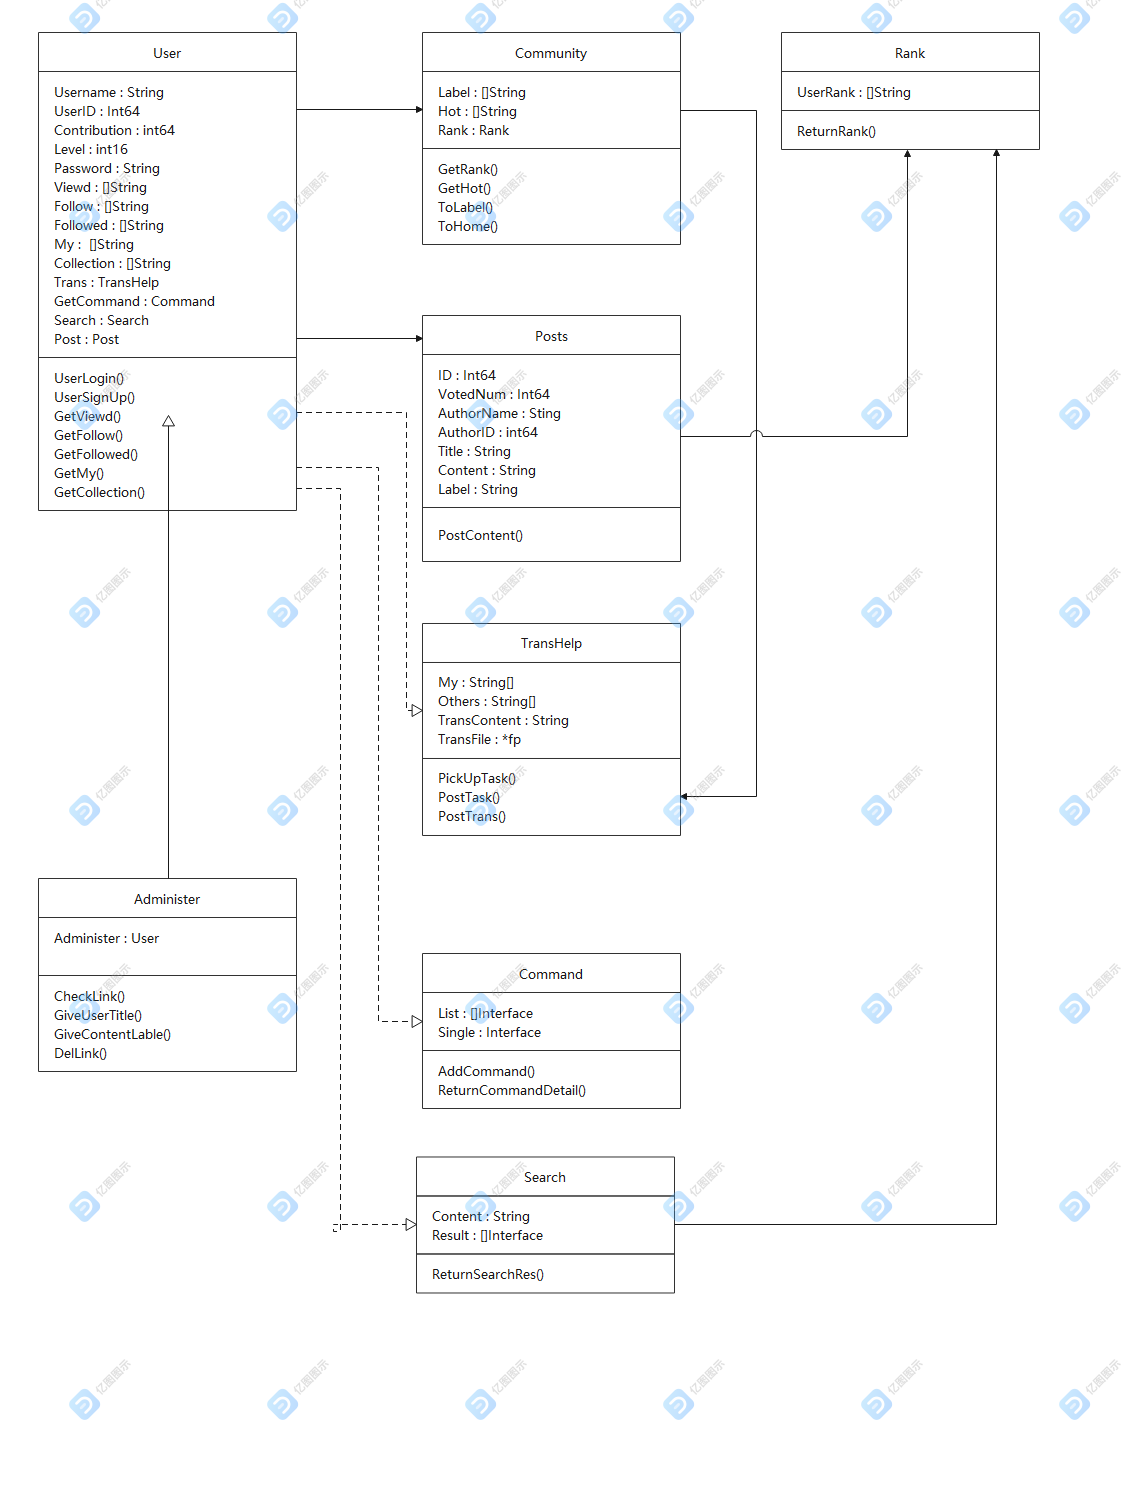 User
Username : String
UserID : Int64
Contribution : int64
Level : int16
Password : String
Viewd : []String
Follow : []String
Followed : []String
My :  []String
Collection : []String
Trans : TransHelp
GetCommand : Command
Search : Search
Post : Post
UserLogin()
UserSignUp()
GetViewd()
GetFollow()
GetFollowed()
GetMy()
GetCollection()
Community
Label : []String
Hot : []String
Rank : Rank
GetRank()
GetHot()
ToLabel()
ToHome()
Rank
UserRank : []String
ReturnRank()
Posts
ID : Int64
VotedNum : Int64
AuthorName : Sting
AuthorID : int64
Title : String
Content : String
Label : String
PostContent()
TransHelp
My : String[]
Others : String[]
TransContent : String
TransFile : *fp
PickUpTask()
PostTask()
PostTrans()
Administer
Administer : User
CheckLink()
GiveUserTitle()
GiveContentLable()
DelLink()
Command
List : []Interface
Single : Interface
AddCommand()
ReturnCommandDetail()
Search
Content : String
Result : []Interface
ReturnSearchRes()
亿图图示